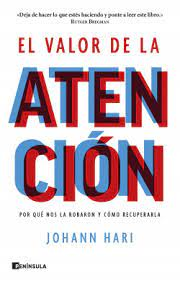 «Deja de hacer lo que estés haciendo y ponte a leer este libro.»
RUTGER BREGMAN
EL VALOR DE LA
ATEN
CIÓN
POR QUÉ NOS LA ROBARON Y CÓMO RECUPERARLA
JOHANN HARI
PENÍNSULA